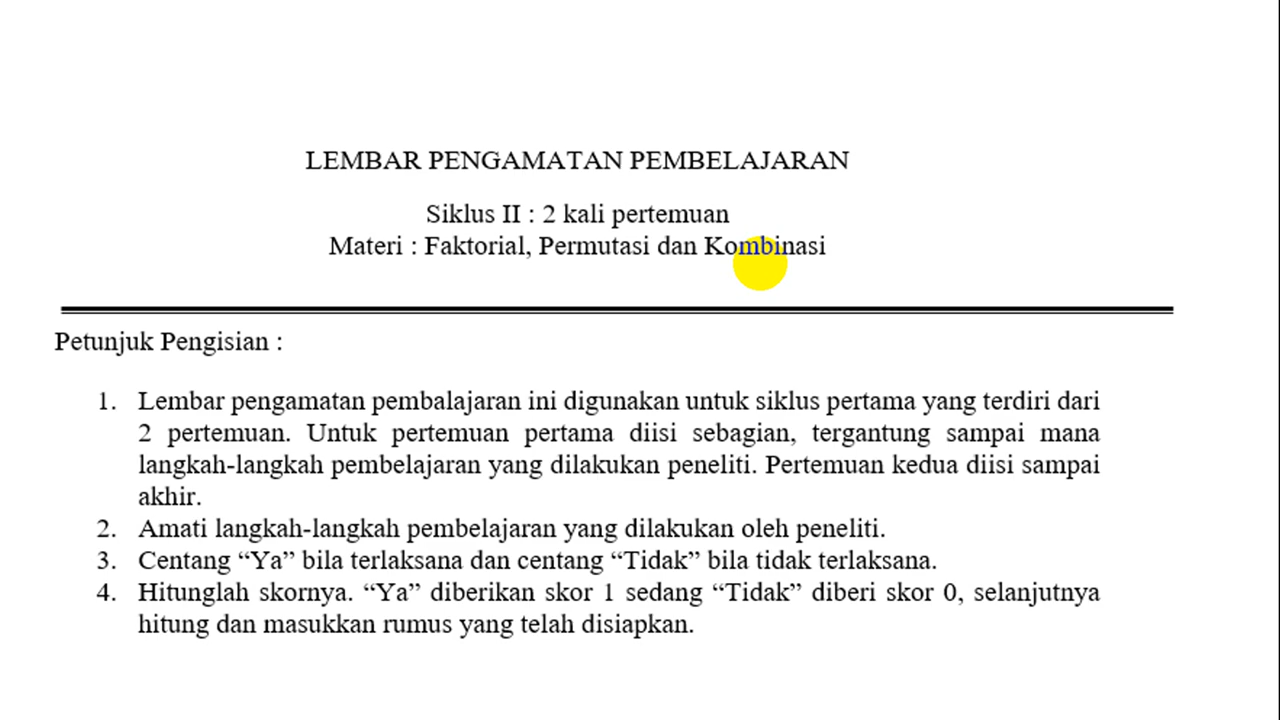 LEMBAR PENGAMATAN PEMBELAJARAN
Siklus II : 2 kali pertemuan
Materi : Faktorial, Permutasi dan Kombinasi
Petunjuk Pengisian :
1. Lembar pengamatan pembalajaran ini digunakan untuk siklus pertama yang terdiri dari
2 pertemuan. Untuk pertemuan pertama diisi sebagian, tergantung sampai mana
langkah-langkah pembelajaran yang dilakukan peneliti. Pertemuan kedua diisi sampai
akhir.
2. Amati langkah-langkah pembelajaran yang dilakukan oleh peneliti.
3. Centang “Ya” bila terlaksana dan centang “Tidak” bila tidak terlaksana.
4. Hitunglah skornya. “Ya” diberikan skor 1 sedang “Tidak” diberi skor 0, selanjutnya
hitung dan masukkan rumus yang telah disiapkan.